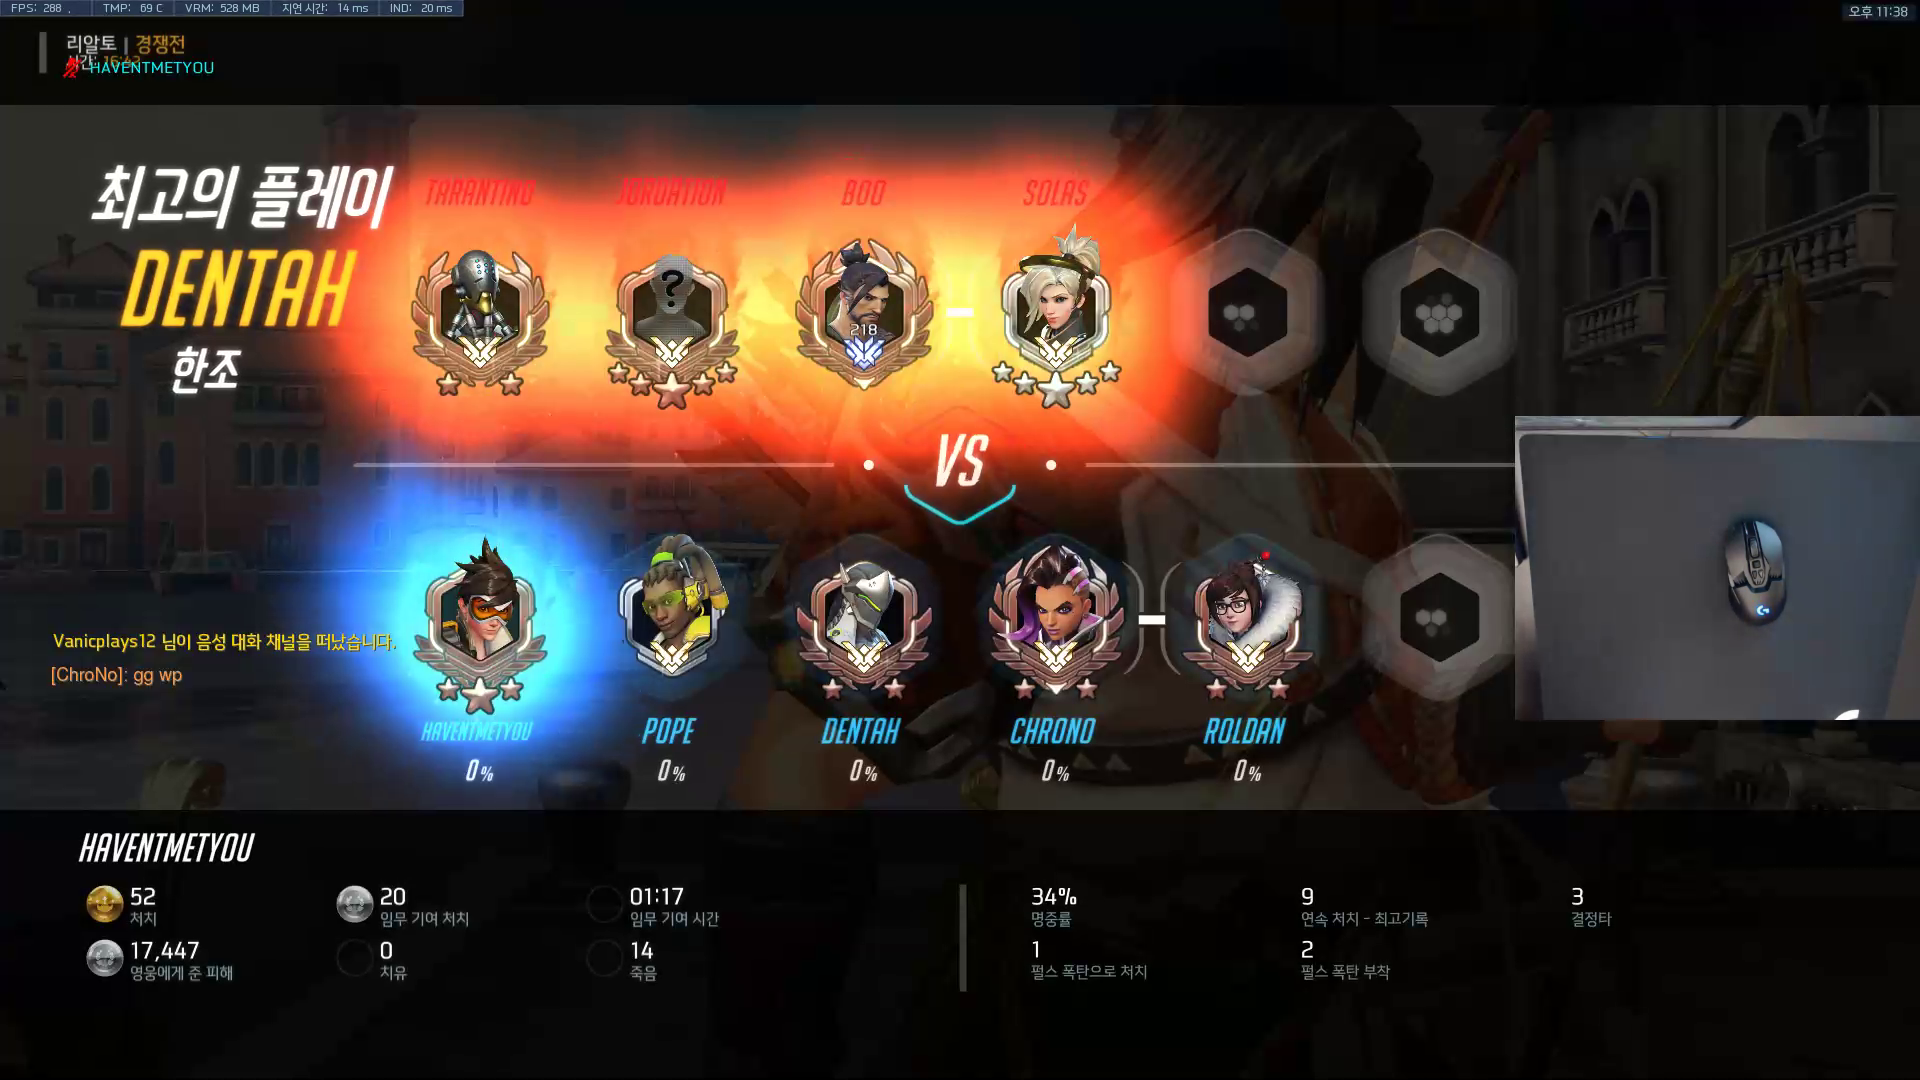 FPS: 288 , TMP: 69 C VRM: 528 MB 지연 시간: 14 ms IND: 20 ms
오후 11:38
리알토 | 경쟁전
HAVENTMETYOU
최고의 플레이
DENTAH
한조
TARANTINO JORDATION BOO SOLAS
?
218
VS
Vanicplays12 님이 음성 대화 채널을 떠났습니다.
[ChroNo]: gg wp
HAVENTMETYOU POPE DENTAH CHRONO ROLDAN
0% 0% 0% 0% 0%
HAVENTMETYOU
52 20 01:17 34% 9 3
처치 임무 기여 처치 임무 기여 시간 명중률 연속 처치 - 최고기록 결정타
17,447 0 14 1 2
영웅에게 준 피해 치유 죽음 펄스 폭탄으로 처치 펄스 폭탄 부착